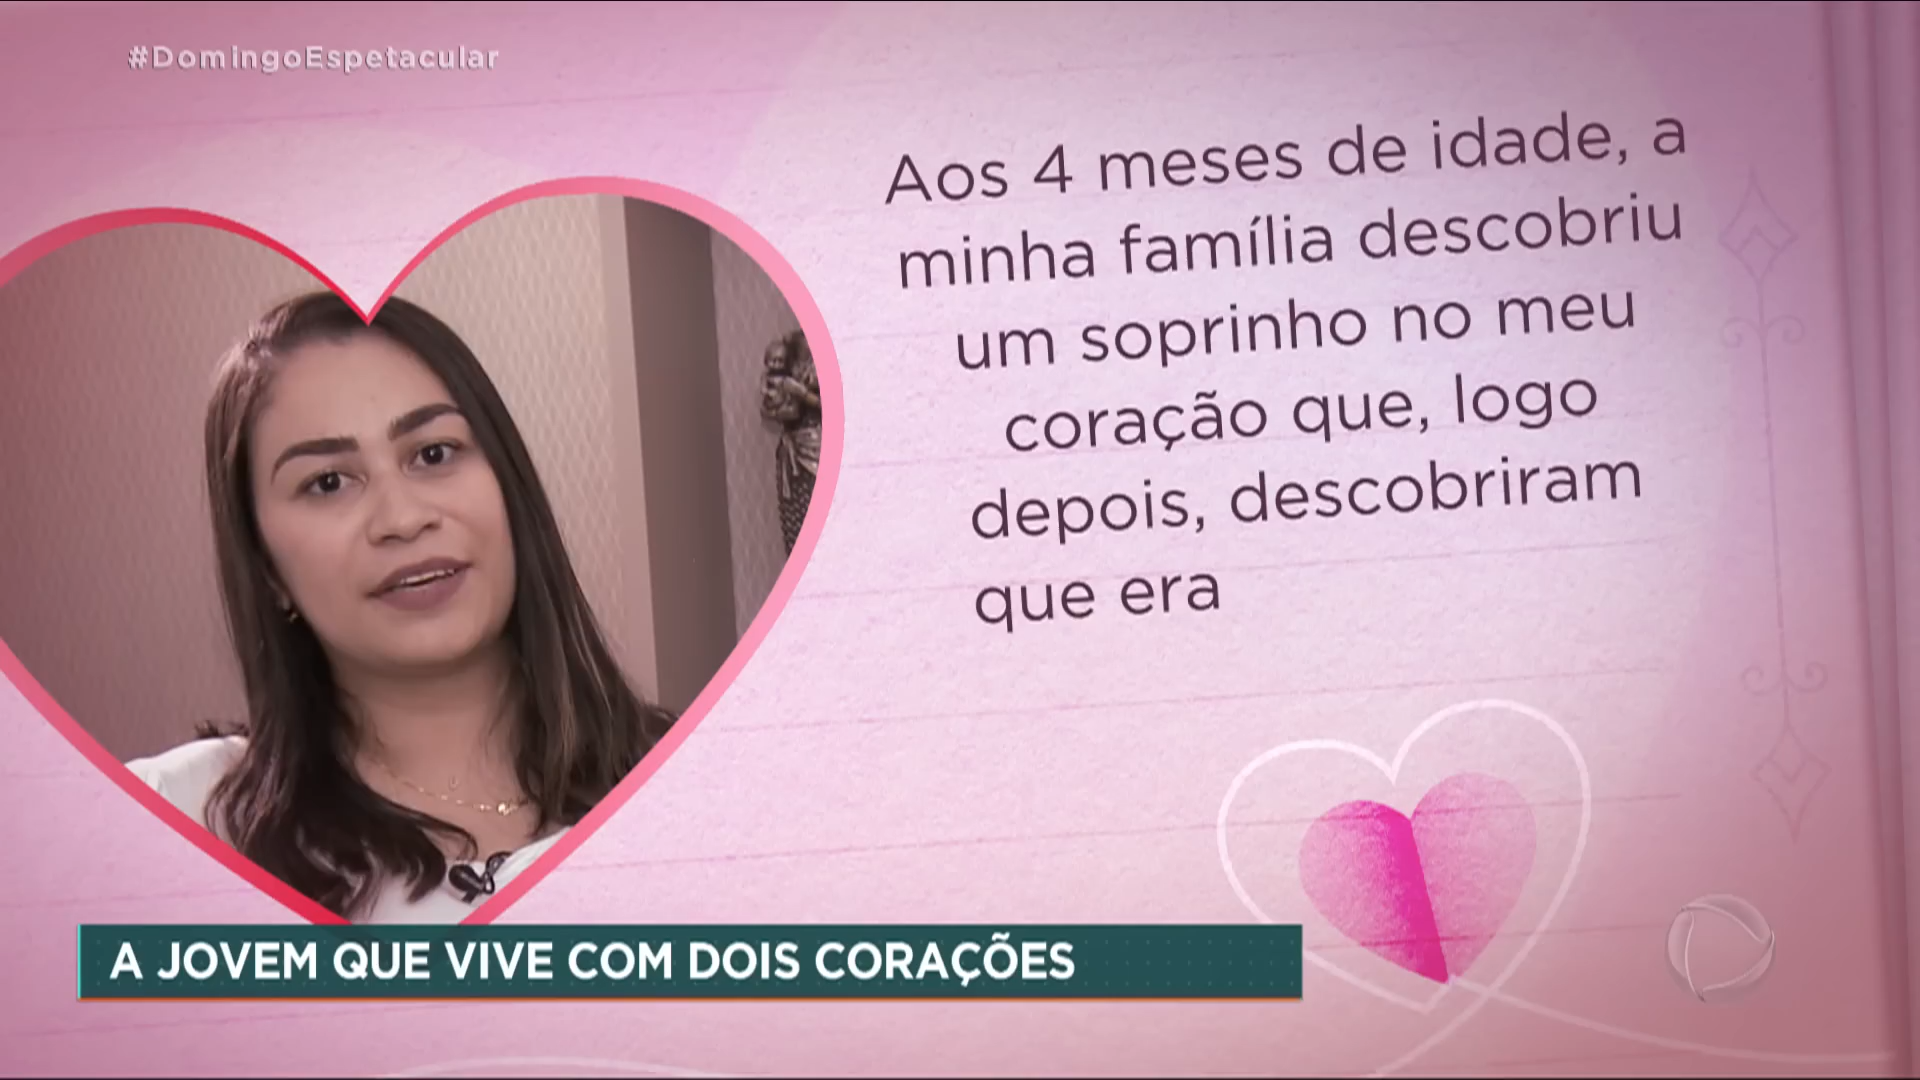 #DomingoEspetacular
Aos 4 meses de idade, a
minha família descobriu
um soprinho no meu
coração que, logo
depois, descobriram
que era
A JOVEM QUE VIVE COM DOIS CORAÇÕES